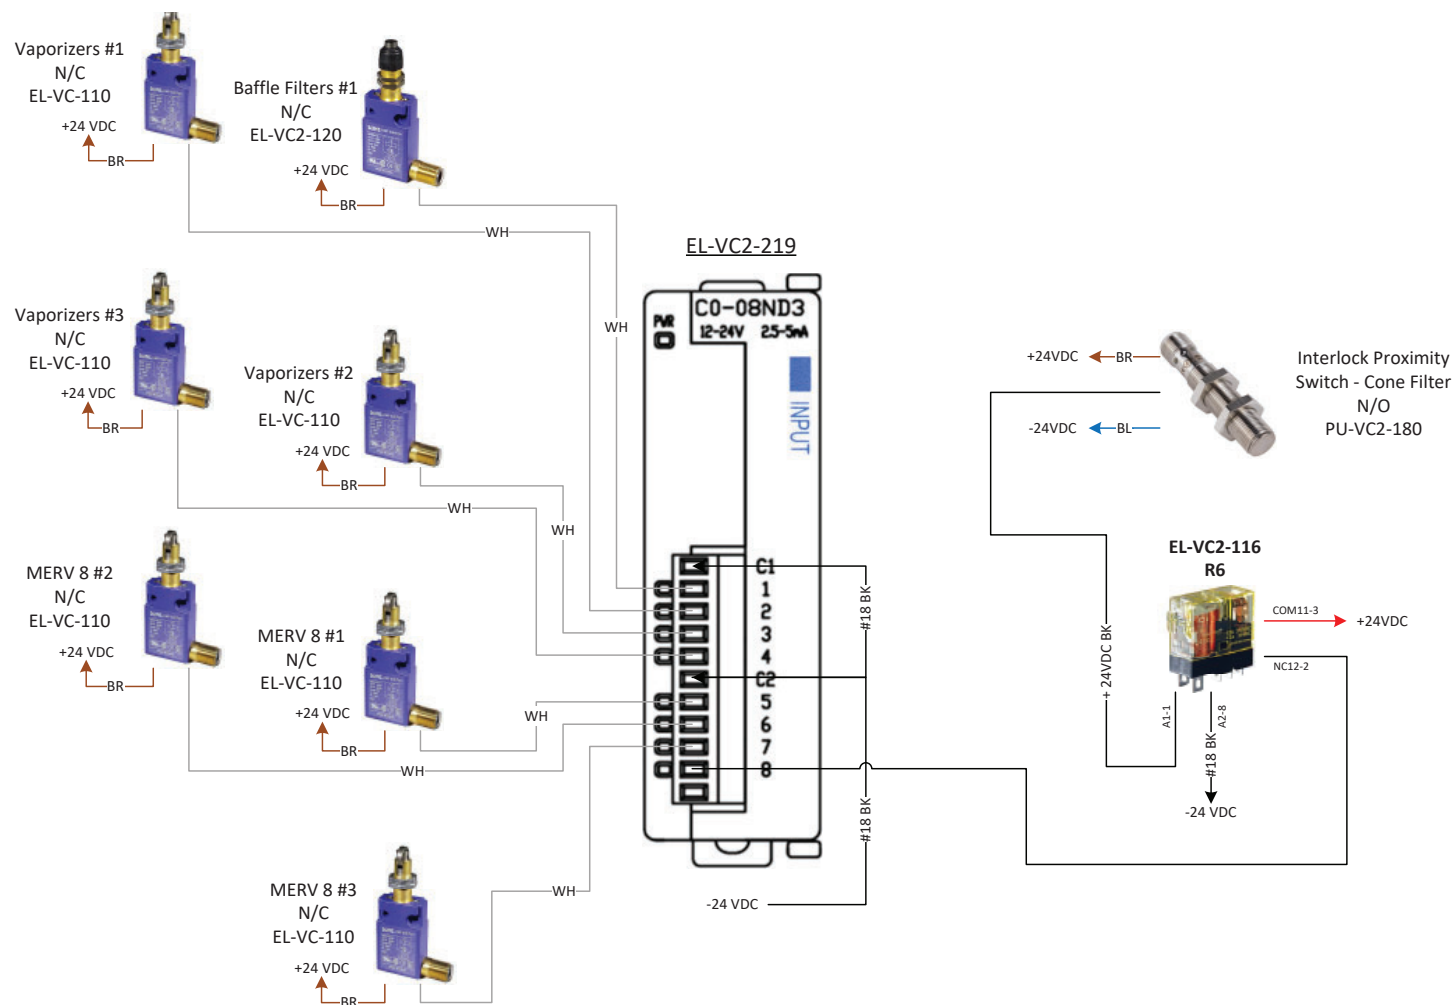 Vaporizers #1
N/C
EL-VC-110
+24 VDC
BR
WH
Baffle Filters #1
N/C
EL-VC2-120
+24 VDC
BR
WH
Vaporizers #3
N/C
EL-VC-110
+24 VDC
BR
WH
Vaporizers #2
N/C
EL-VC-110
+24 VDC
BR
WH
MERV 8 #2
N/C
EL-VC-110
+24 VDC
BR
WH
MERV 8 #1
N/C
EL-VC-110
+24 VDC
BR
WH
MERV 8 #3
N/C
EL-VC-110
+24 VDC
BR
WH
EL-VC2-219
C0-08ND3
PWR
12-24V 2.5-5mA
INPUT
C1
1
2
3
4
C2
5
6
7
8
#18 BK
#18 BK
-24 VDC
+24VDC
BR
-24VDC
BL
Interlock Proximity
Switch - Cone Filter
N/O
PU-VC2-180
+ 24VDC BK
EL-VC2-116
R6
COM11-3
+24VDC
NC12-2
A1-1
A2-8
#18 BK
-24 VDC